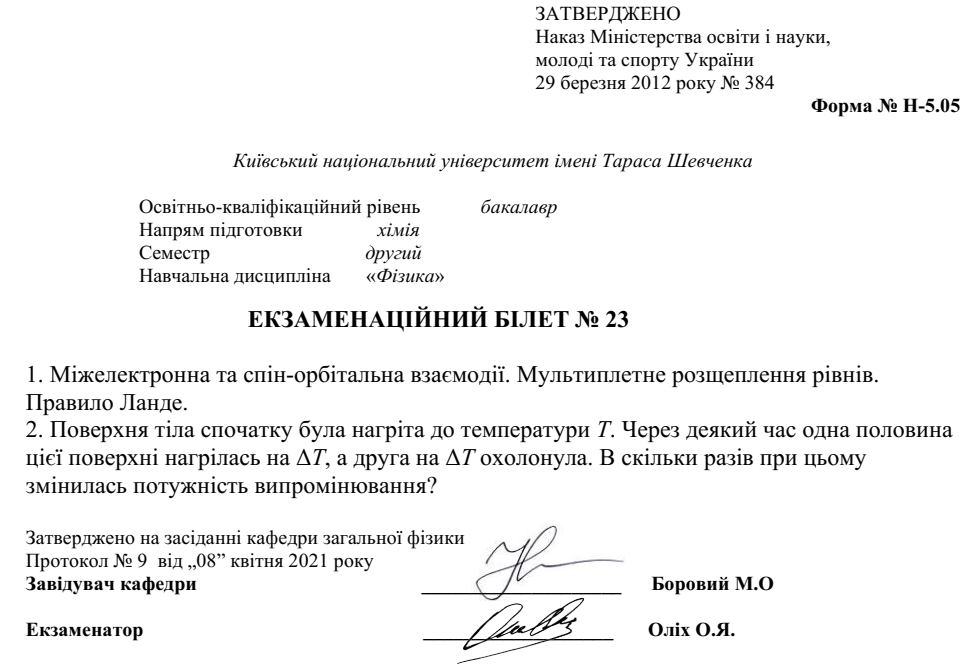 ЗАТВЕРДЖЕНО
Наказ Міністерства освіти і науки,
молоді та спорту України
29 березня 2012 року № 384
Форма № Н-5.05
Київський національний університет імені Тараса Шевченка
Освітньо-кваліфікаційний рівень бакалавр
Напрям підготовки хімія
Семестр другий
Навчальна дисципліна «Фізика»
ЕКЗАМЕНАЦІЙНИЙ БІЛЕТ № 23
1. Міжелектронна та спін-орбітальна взаємодії. Мультиплетне розщеплення рівнів.
Правило Ланде.
2. Поверхня тіла спочатку була нагріта до температури T. Через деякий час одна половина
цієї поверхні нагрілась на ΔT, а друга на ΔT охолонула. В скільки разів при цьому
змінилась потужність випромінювання?
Затверджено на засіданні кафедри загальної фізики
Протокол № 9 від „08” квітня 2021 року
Завідувач кафедри Боровий М.О
Екзаменатор Оліх О.Я.